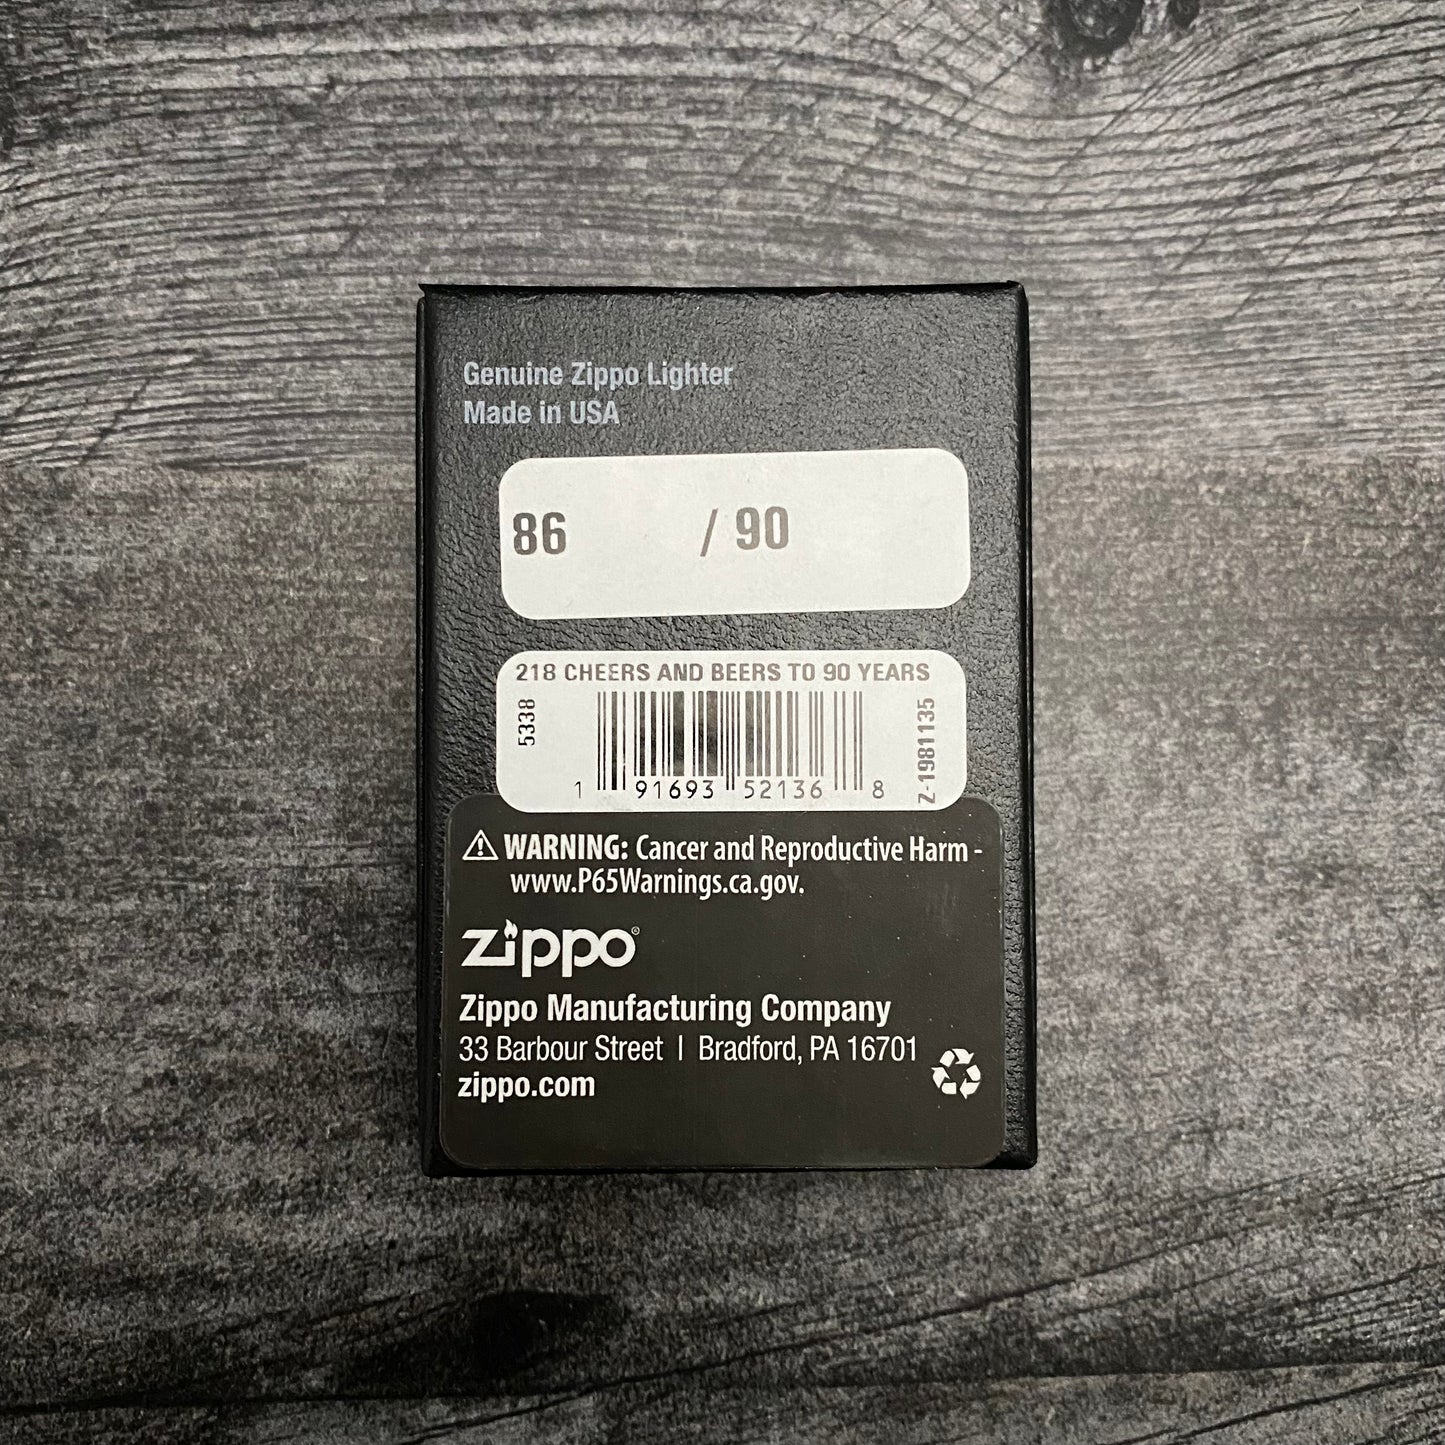 Genuine Zippo Lighter
Made in USA
86 / 90
218 CHEERS AND BEERS TO 90 YEARS
5338
Z-1981135
1 91693 52136 8
⚠ WARNING: Cancer and Reproductive Harm -
www.P65Warnings.ca.gov.
zippo®
Zippo Manufacturing Company
33 Barbour Street | Bradford, PA 16701
zippo.com